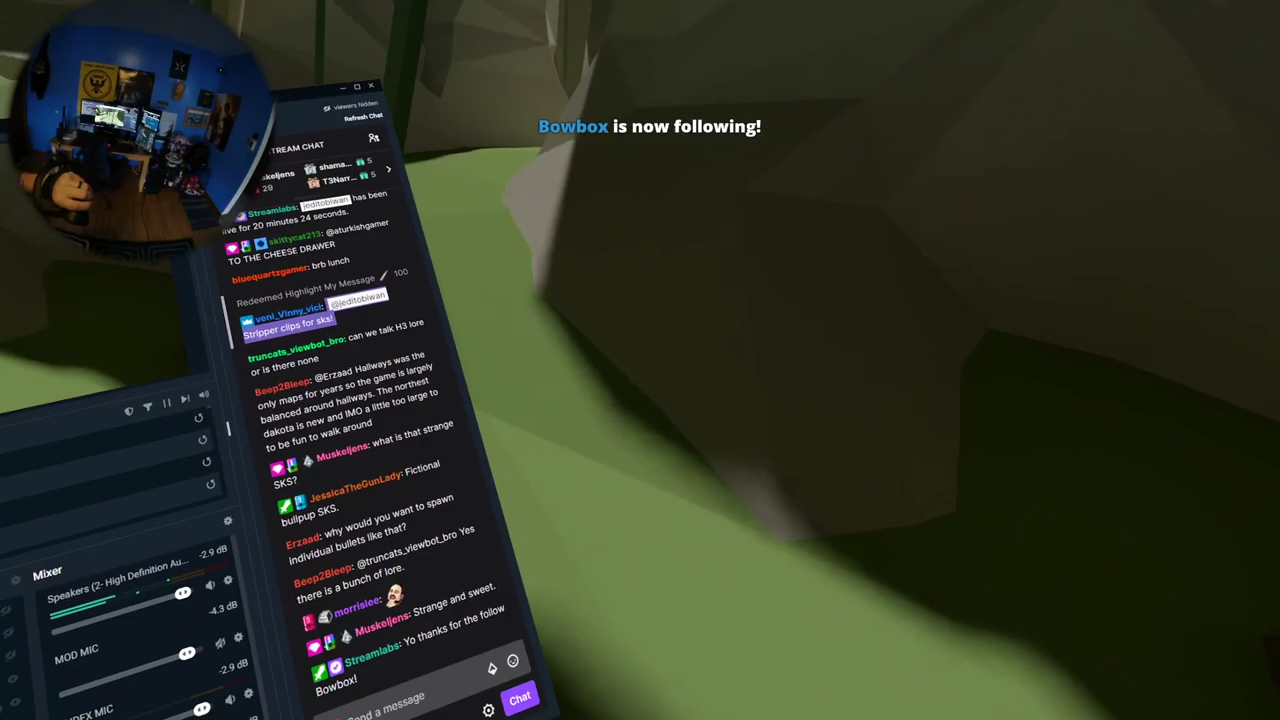 Bowbox is now following!
viewers hidden
Refresh Chat
STREAM CHAT
shama... 5
29
T3Narr... 5
Streamlabs: jeditobiwan has been
live for 20 minutes 24 seconds.
skittycat213: @aturkishgamer
TO THE CHEESE DRAWER
bluequartzgamer: brb lunch
Redeemed Highlight My Message 100
veni_Vinny_vici: @jeditobiwan
Stripper clips for sks!
truncats_viewbot_bro: can we talk H3 lore
or is there none
Beep2Bleep: @Erzaad Hallways was the
only maps for years so the game is largely
balanced around hallways. The northest
dakota is new and IMO a little too large to
to be fun to walk around
Muskeljens: what is that strange
SKS?
JessicaTheGunLady: Fictional
bullpup SKS.
Erzaad: why would you want to spawn
individual bullets like that?
Beep2Bleep: @truncats_viewbot_bro Yes
there is a bunch of lore.
morrislee:
Muskeljens: Strange and sweet.
Streamlabs: Yo thanks for the follow
Bowbox!
Send a message
Chat
Mixer
Speakers (2- High Definition Au... -2.9 dB
-4.3 dB
MOD MIC
-2.9 dB
INDEX MIC